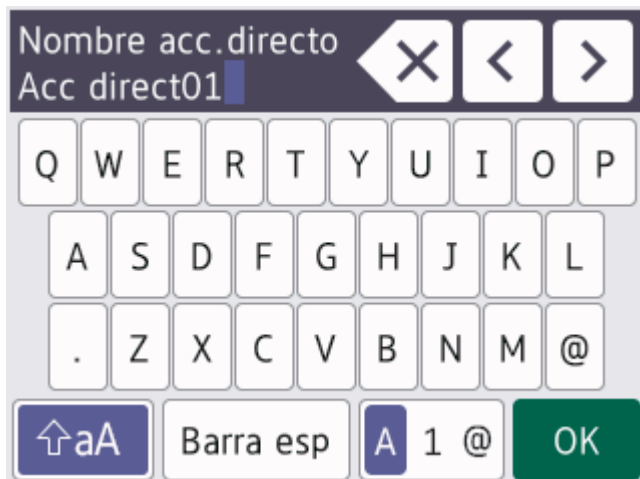 Nombre acc.directo
Acc direct01
Q W E R T Y U I O P
A S D F G H J K L
. Z X C V B N M @
aA Barra esp A 1 @ OK